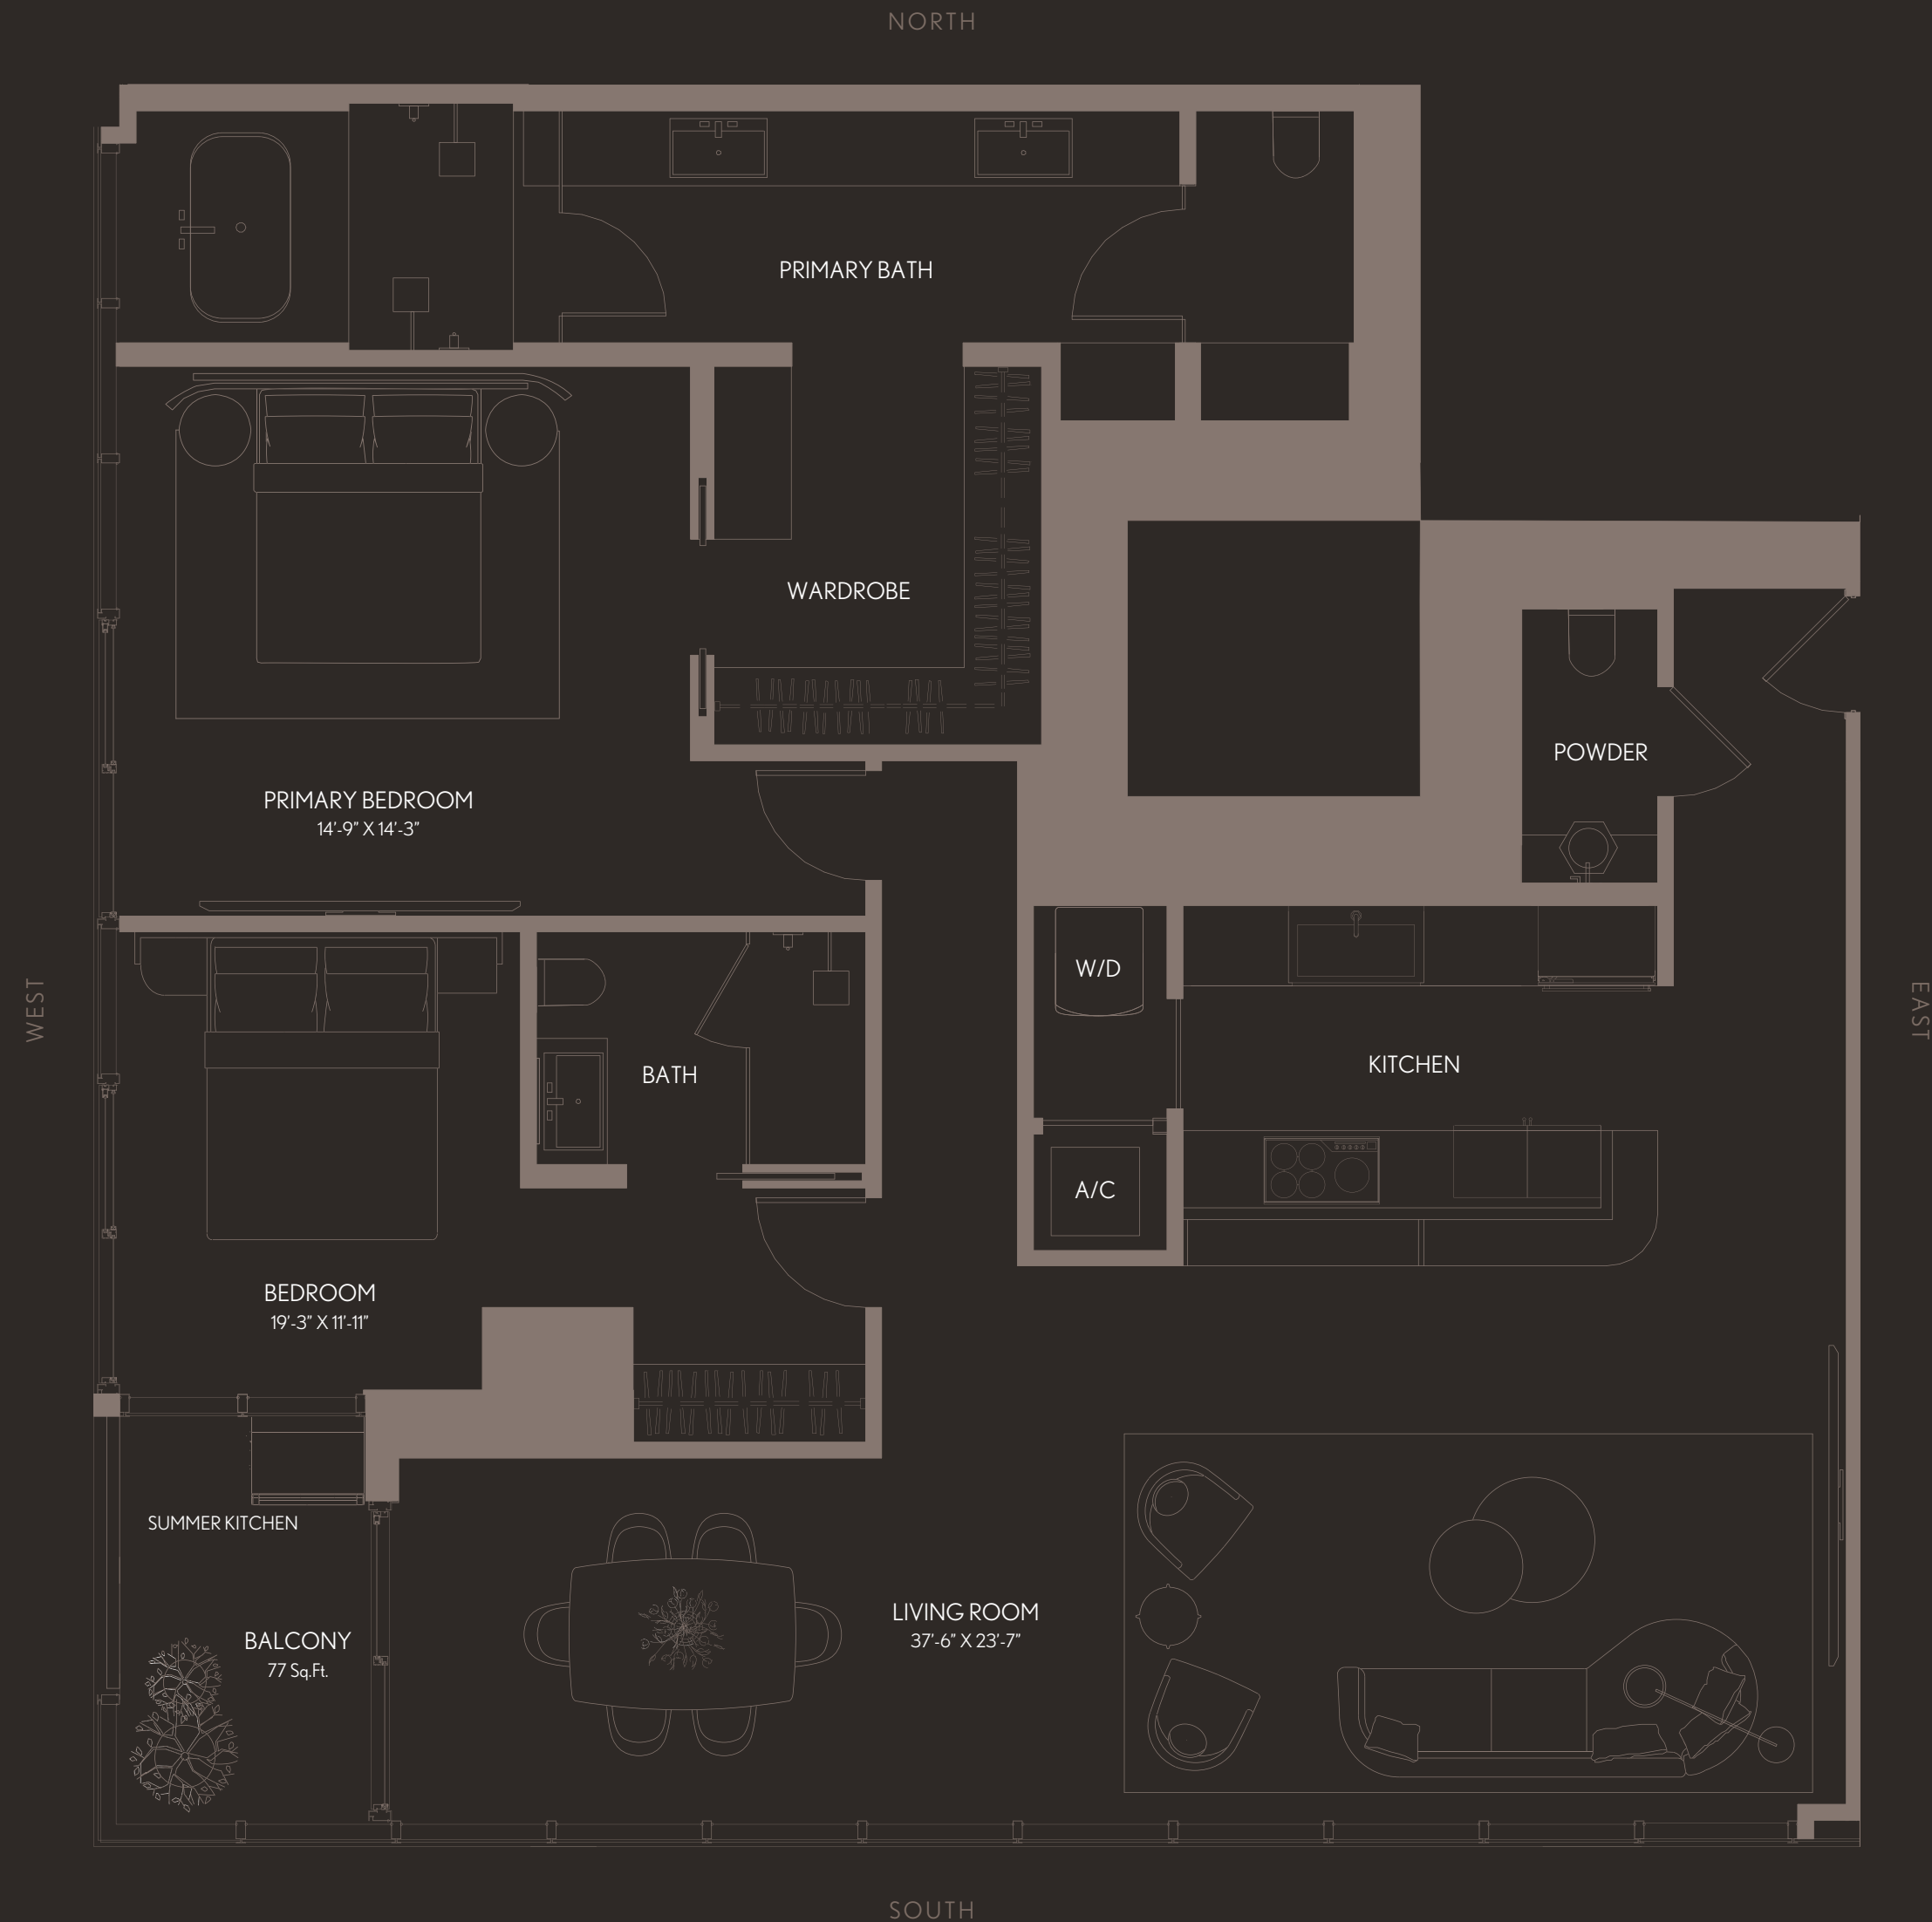 NORTH
PRIMARY BATH
WARDROBE
POWDER
PRIMARY BEDROOM
14'-9" X 14'-3"
W/D
WEST
EAST
KITCHEN
BATH
A/C
BEDROOM
19'-3" X 11'-11"
SUMMER KITCHEN
LIVING ROOM
37'-6" X 23'-7"
BALCONY
77 Sq.Ft.
SOUTH